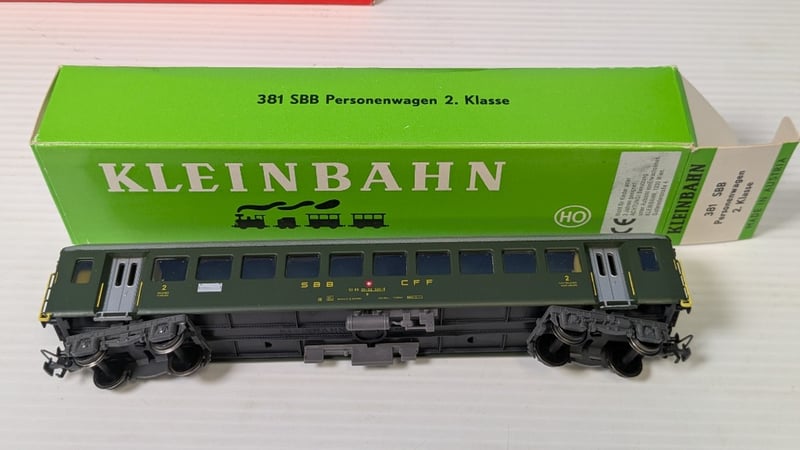 381 SBB Personenwagen 2. Klasse
KLEINBAHN
HO
CE
KLEINBAHN
381 SBB
Personenwagen
2. Klasse
MADE IN AUSTRIA
2
SBB CFF
2
KLEINBAHN